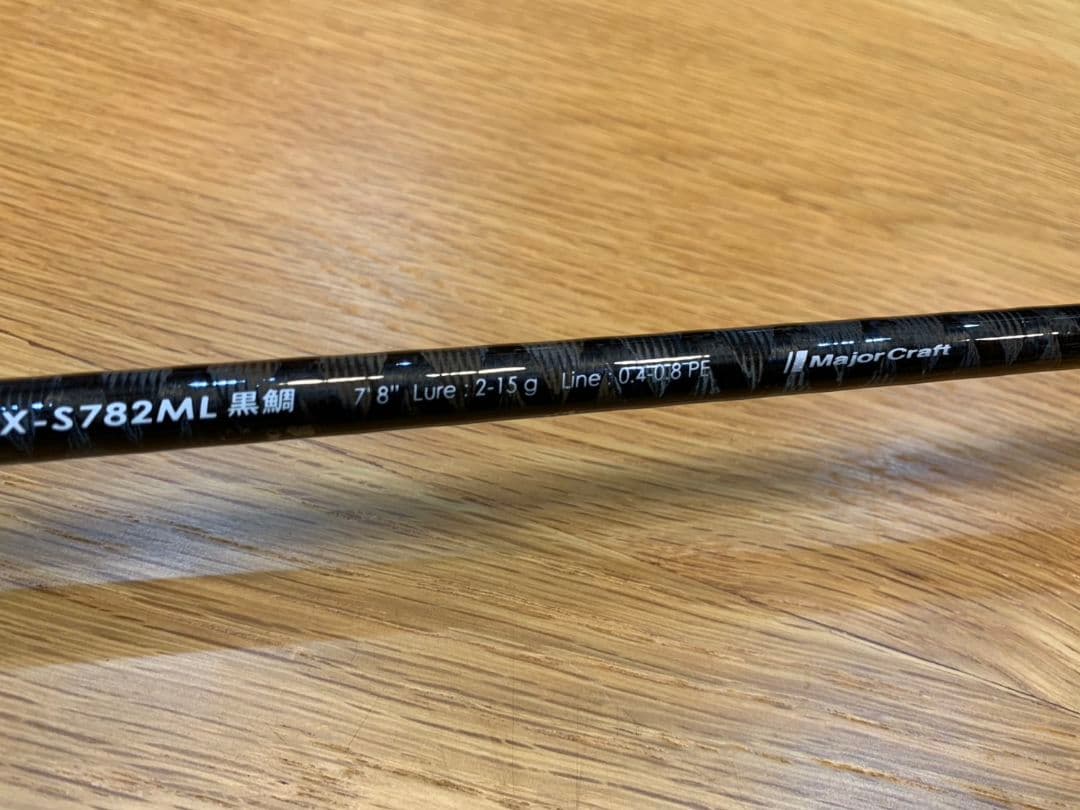 X-S782ML 黒鯛 7'8" Lure : 2-15 g Line : 0.4-0.8 PE MajorCraft